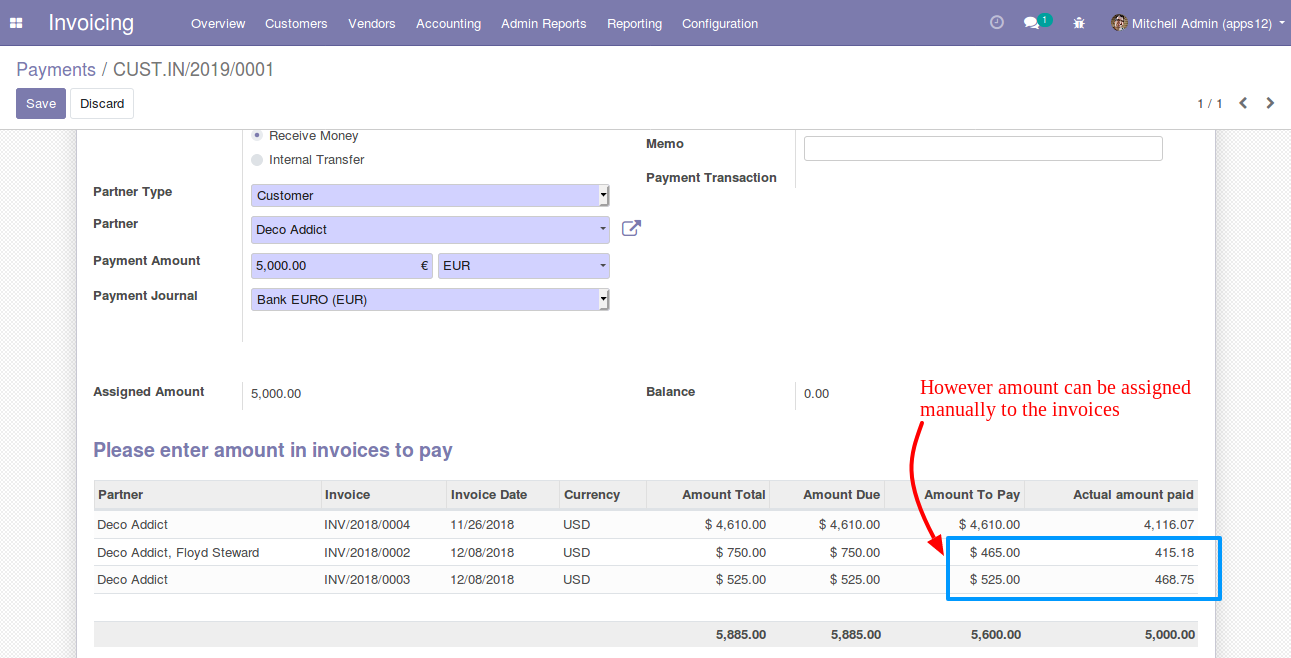 Invoicing Overview Customers Vendors Accounting Admin Reports Reporting Configuration 1 Mitchell Admin (apps12)
Payments / CUST.IN/2019/0001
Save Discard 1 / 1
Receive Money
Internal Transfer
Memo
Payment Transaction
Partner Type Customer
Partner Deco Addict
Payment Amount 5,000.00 € EUR
Payment Journal Bank EURO (EUR)
Assigned Amount 5,000.00 Balance 0.00
However amount can be assigned
manually to the invoices
Please enter amount in invoices to pay
Partner Invoice Invoice Date Currency Amount Total Amount Due Amount To Pay Actual amount paid
Deco Addict INV/2018/0004 11/26/2018 USD $ 4,610.00 $ 4,610.00 $ 4,610.00 4,116.07
Deco Addict, Floyd Steward INV/2018/0002 12/08/2018 USD $ 750.00 $ 750.00 $ 465.00 415.18
Deco Addict INV/2018/0003 12/08/2018 USD $ 525.00 $ 525.00 $ 525.00 468.75
5,885.00 5,885.00 5,600.00 5,000.00